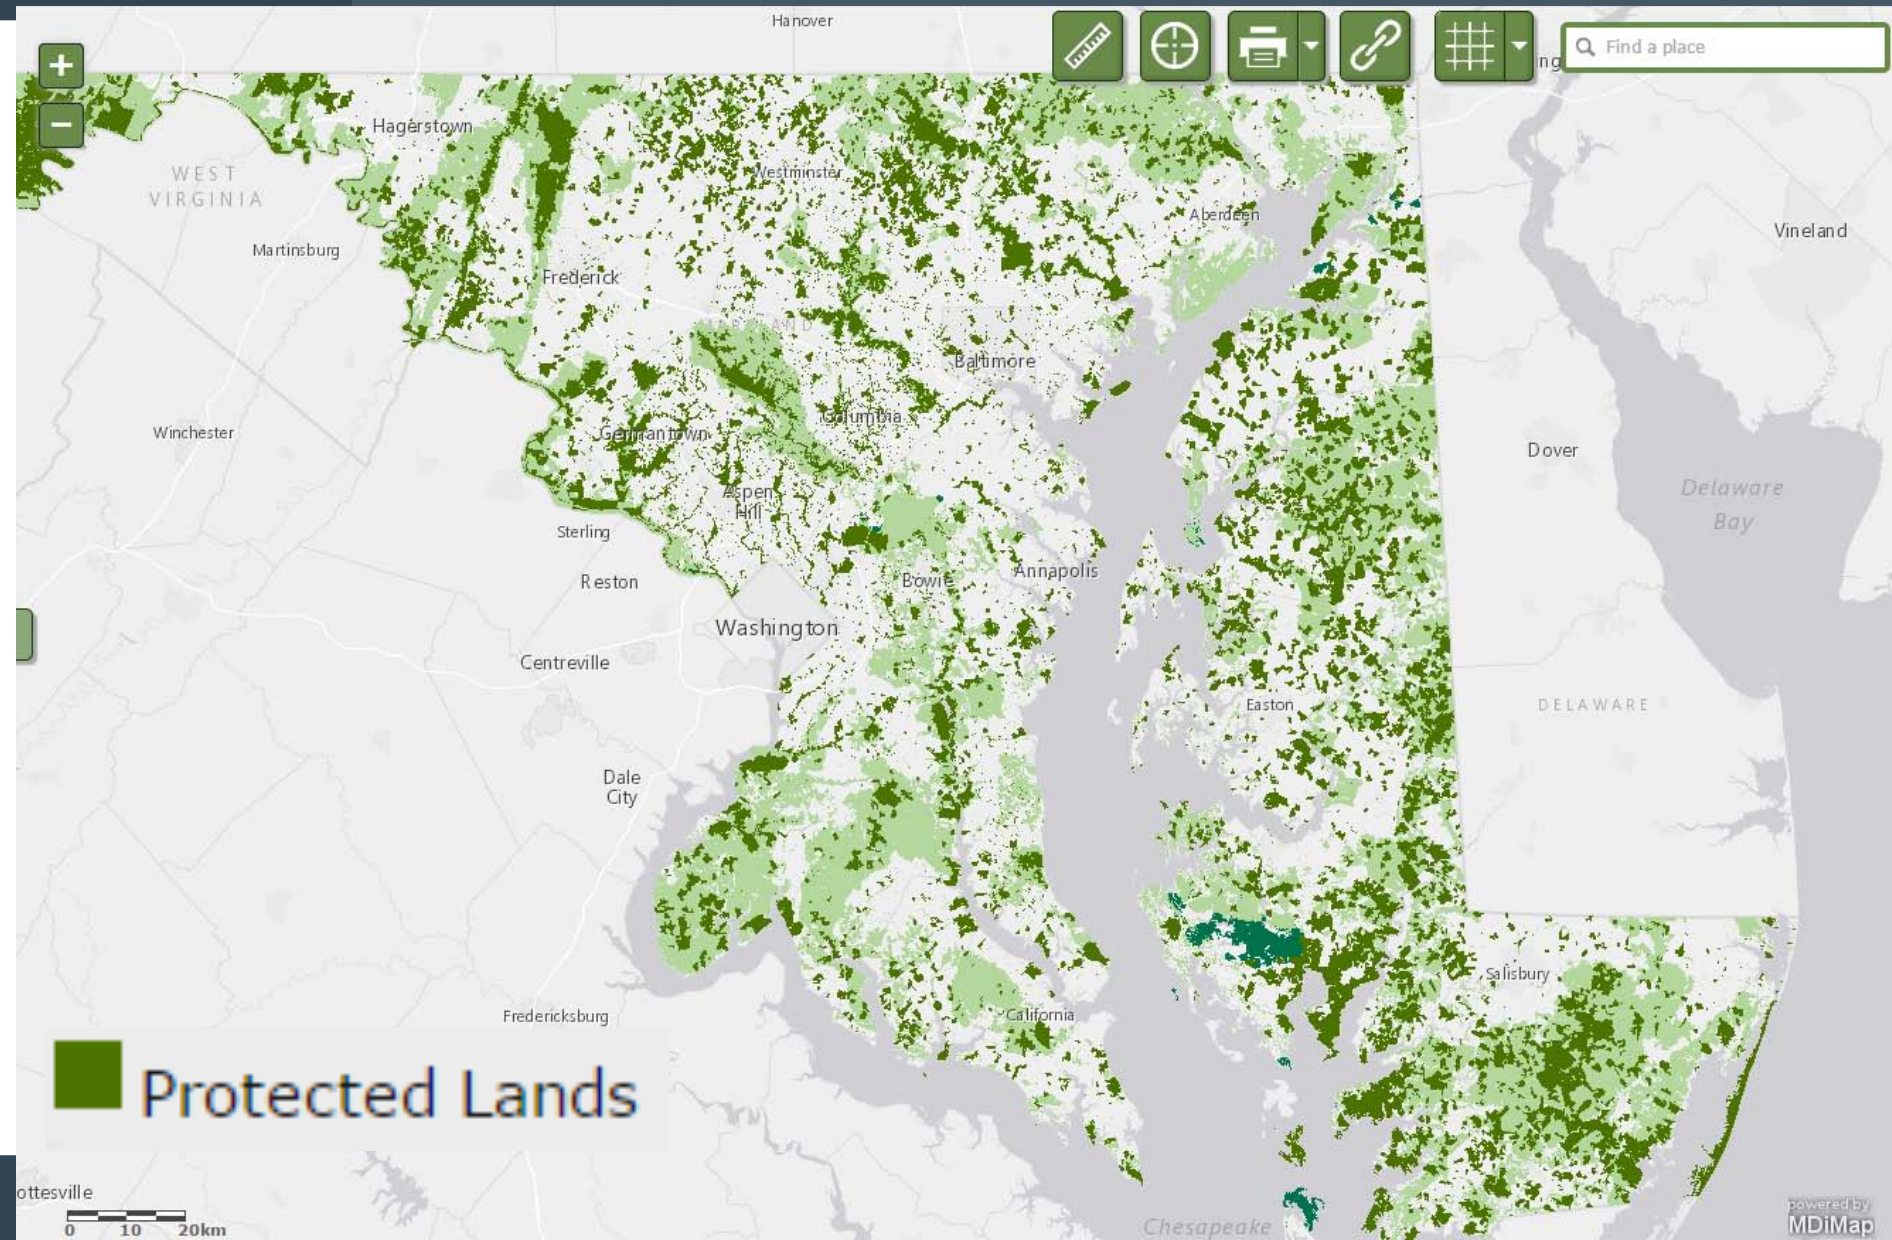 Hanover
+
−
Find a place
ing
Hagerstown
WEST
VIRGINIA
Westminster
Aberdeen
Vineland
Martinsburg
Frederick
MARYLAND
Baltimore
Columbia
Winchester
Germantown
Dover
Aspen
Hill
Delaware
Bay
Sterling
Reston
Bowie
Annapolis
Washington
Centreville
Easton
DELAWARE
Dale
City
Salisbury
Fredericksburg
California
Protected Lands
ottesville
0 10 20km
Chesapeake
powered by
MDiMap